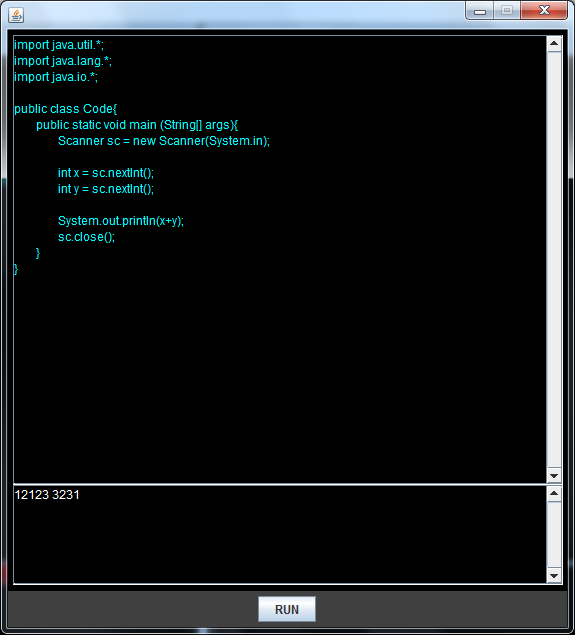 import java.util.*;
import java.lang.*;
import java.io.*;

public class Code{
	public static void main (String[] args){
		Scanner sc = new Scanner(System.in);

		int x = sc.nextInt();
		int y = sc.nextInt();

		System.out.println(x+y);
		sc.close();
	}
}
12123 3231
RUN